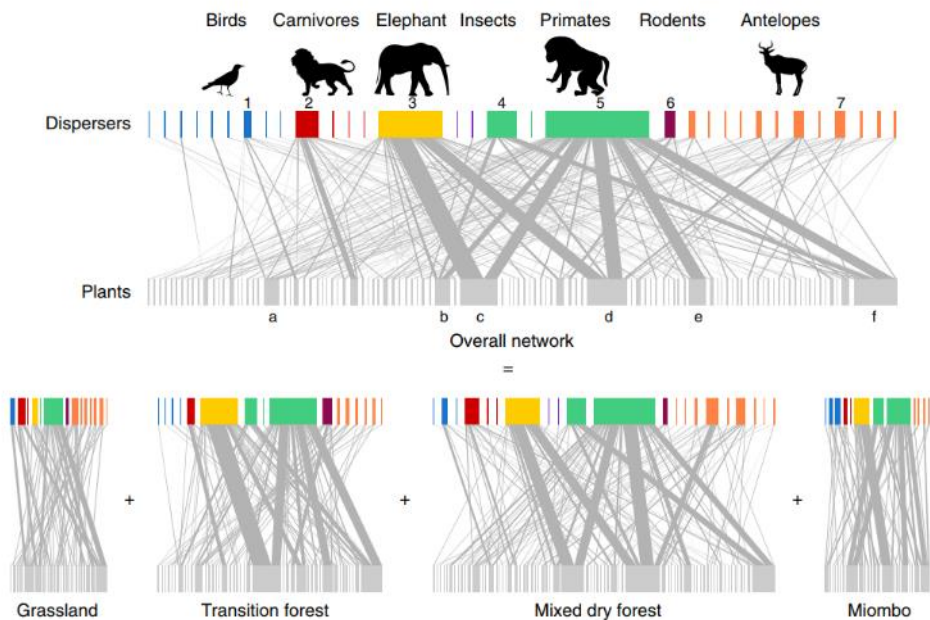 Birds Carnivores Elephant Insects Primates Rodents Antelopes
1 2 3 4 5 6 7
Dispersers
Plants
a b c d e f
Overall network
=
+ + +
Grassland Transition forest Mixed dry forest Miombo